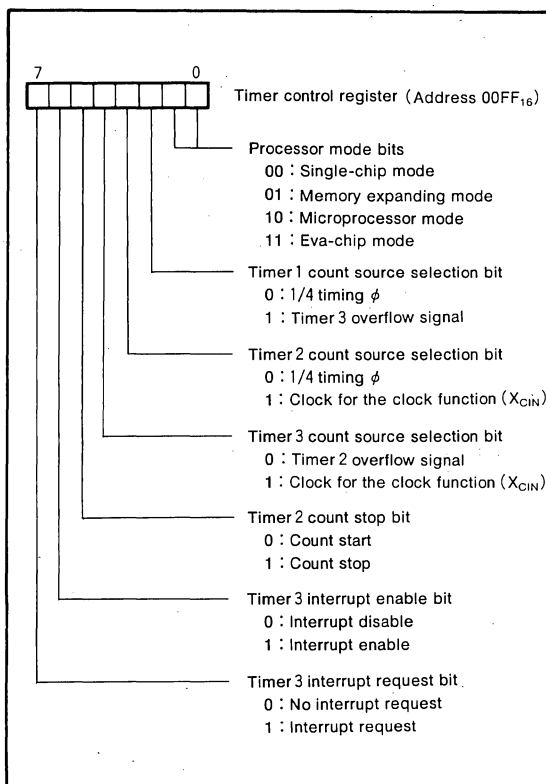 7 0
Timer control register (Address 00FF₁₆)
Processor mode bits
00 : Single-chip mode
01 : Memory expanding mode
10 : Microprocessor mode
11 : Eva-chip mode
Timer 1 count source selection bit
0 : 1/4 timing ϕ
1 : Timer 3 overflow signal
Timer 2 count source selection bit
0 : 1/4 timing ϕ
1 : Clock for the clock function (X_CIN)
Timer 3 count source selection bit
0 : Timer 2 overflow signal
1 : Clock for the clock function (X_CIN)
Timer 2 count stop bit
0 : Count start
1 : Count stop
Timer 3 interrupt enable bit
0 : Interrupt disable
1 : Interrupt enable
Timer 3 interrupt request bit
0 : No interrupt request
1 : Interrupt request